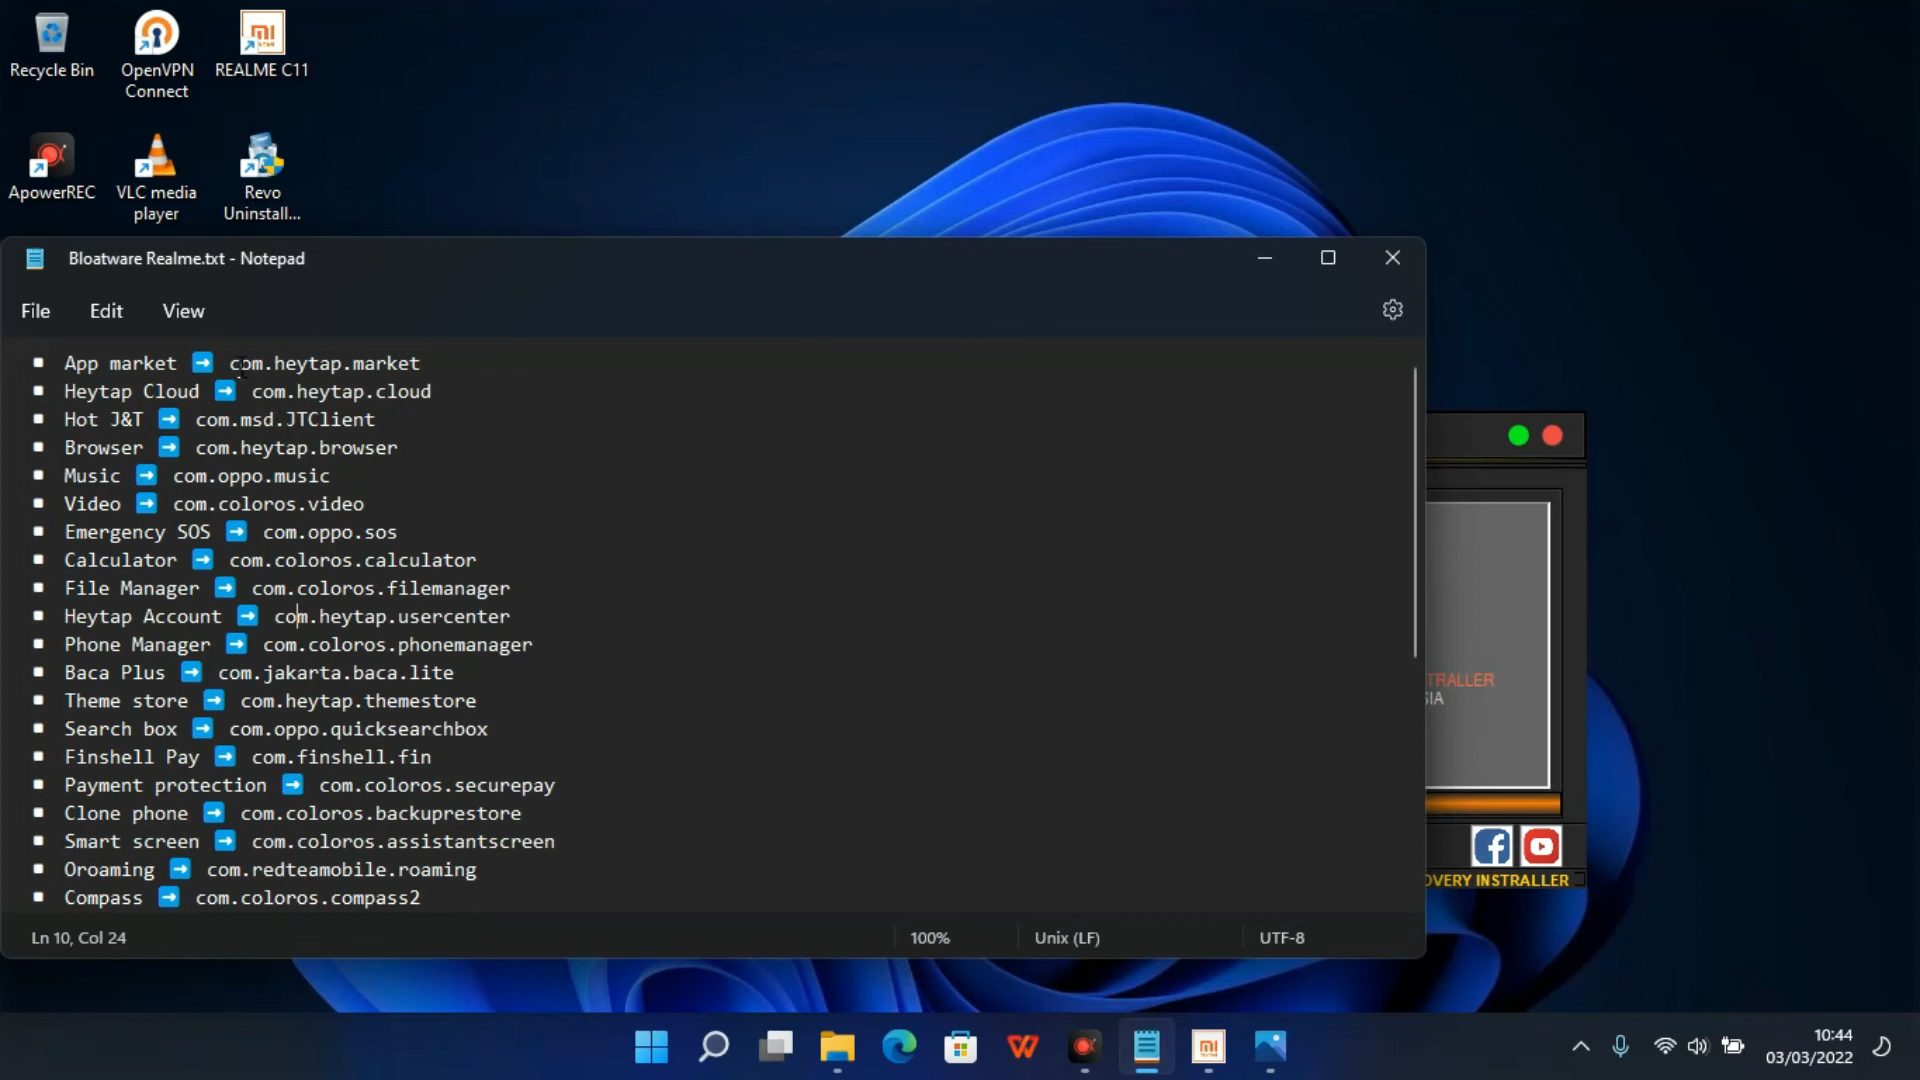 Recycle Bin
OpenVPN
Connect
REALME C11
ApowerREC
VLC media
player
Revo
Uninstall...
Bloatware Realme.txt - Notepad
File Edit View
▪ App market ➡ com.heytap.market
▪ Heytap Cloud ➡ com.heytap.cloud
▪ Hot J&T ➡ com.msd.JTClient
▪ Browser ➡ com.heytap.browser
▪ Music ➡ com.oppo.music
▪ Video ➡ com.coloros.video
▪ Emergency SOS ➡ com.oppo.sos
▪ Calculator ➡ com.coloros.calculator
▪ File Manager ➡ com.coloros.filemanager
▪ Heytap Account ➡ com.heytap.usercenter
▪ Phone Manager ➡ com.coloros.phonemanager
▪ Baca Plus ➡ com.jakarta.baca.lite
▪ Theme store ➡ com.heytap.themestore
▪ Search box ➡ com.oppo.quicksearchbox
▪ Finshell Pay ➡ com.finshell.fin
▪ Payment protection ➡ com.coloros.securepay
▪ Clone phone ➡ com.coloros.backuprestore
▪ Smart screen ➡ com.coloros.assistantscreen
▪ Oroaming ➡ com.redteamobile.roaming
▪ Compass ➡ com.coloros.compass2
Ln 10, Col 24 100% Unix (LF) UTF-8
TRALLER
SIA
OVERY INSTRALLER
10:44
03/03/2022